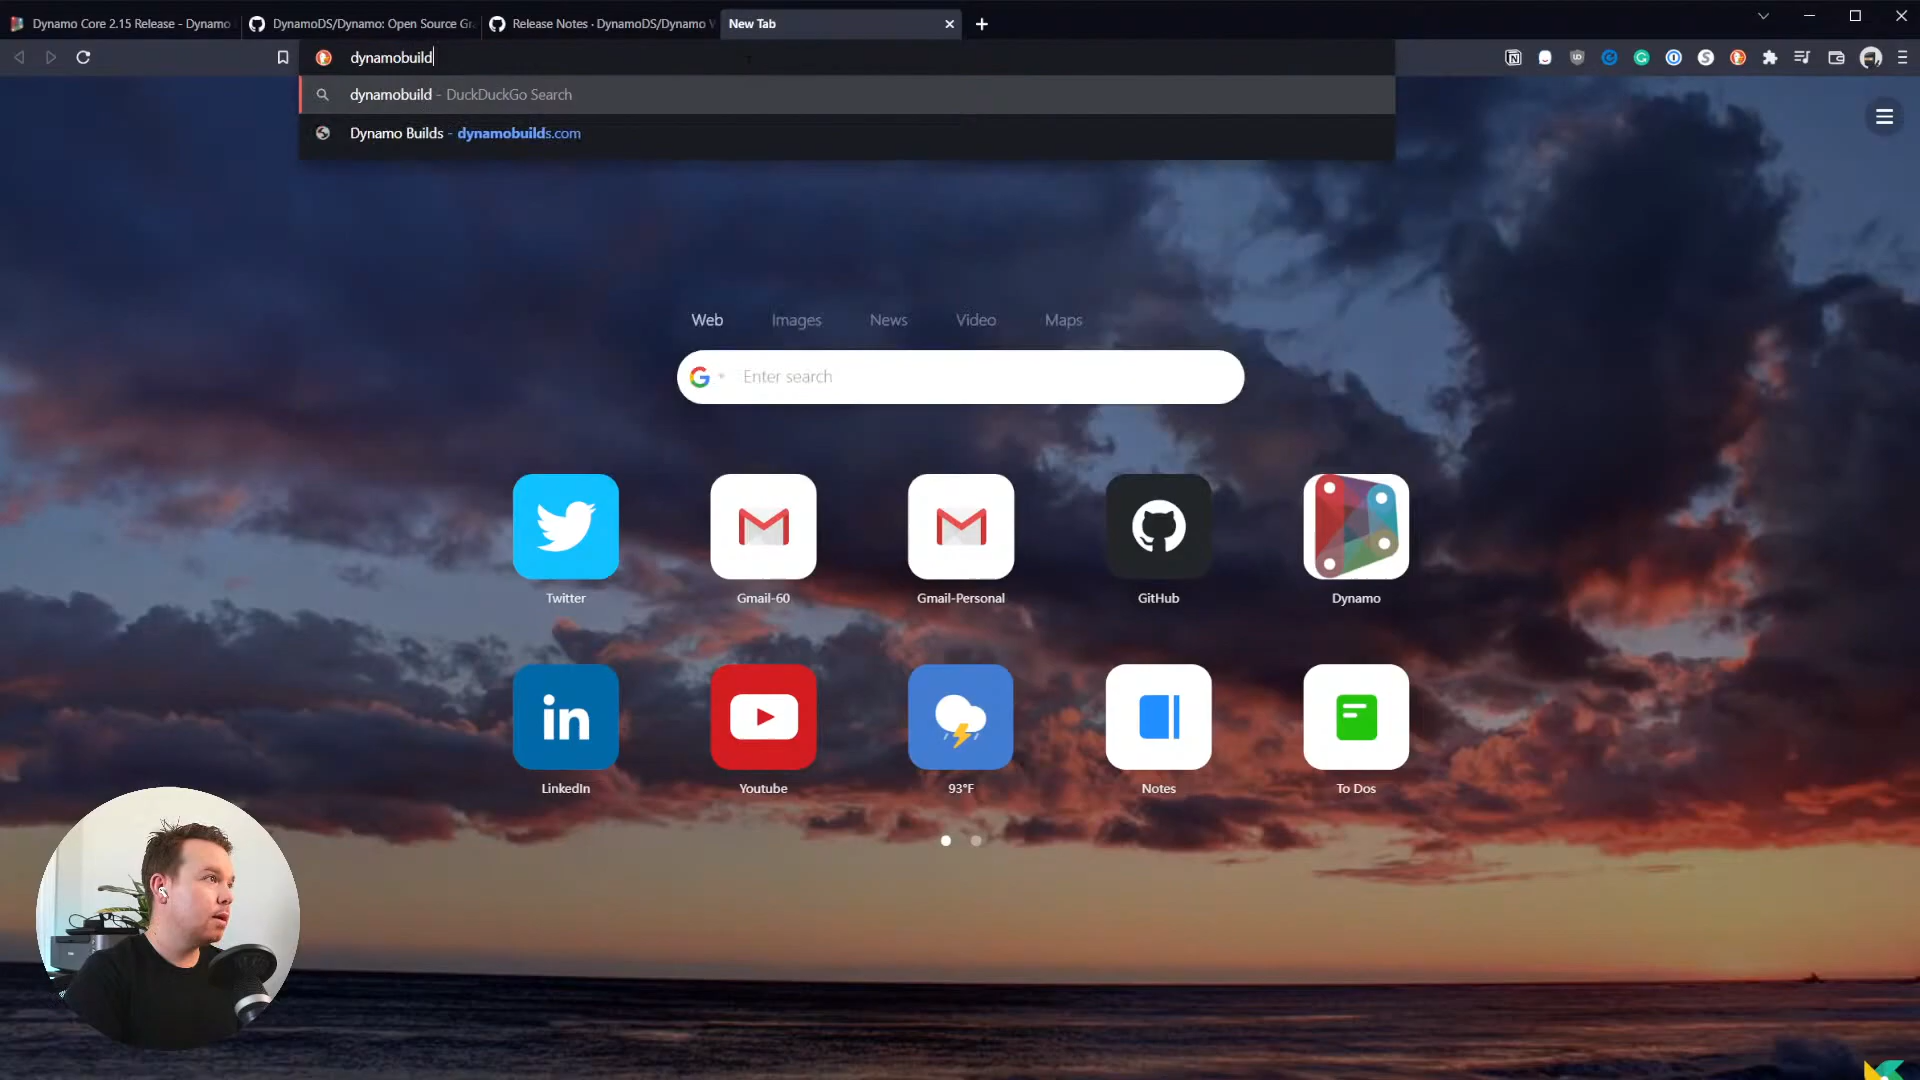 Dynamo Core 2.15 Release - Dynamo
DynamoDS/Dynamo: Open Source Gr
Release Notes · DynamoDS/Dynamo W
New Tab
dynamobuild
dynamobuild - DuckDuckGo Search
Dynamo Builds - dynamobuilds.com
Web
Images
News
Video
Maps
Enter search
Twitter
Gmail-60
Gmail-Personal
GitHub
Dynamo
LinkedIn
Youtube
93°F
Notes
To Dos